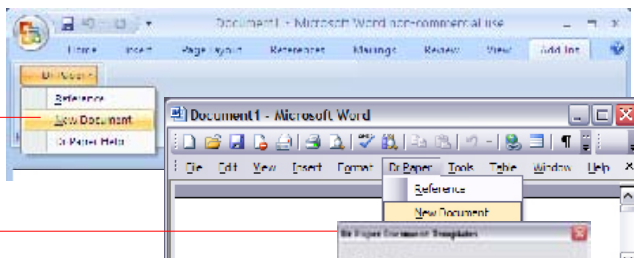 Document1 - Microsoft Word non-commercial use
Home Insert Page Layout References Mailings Review View Add-Ins
Dr Paper
Reference
New Document
Dr Paper Help
Document1 - Microsoft Word
File Edit View Insert Format Dr Paper Tools Table Window Help
Reference
New Document
Dr Paper Document Templates